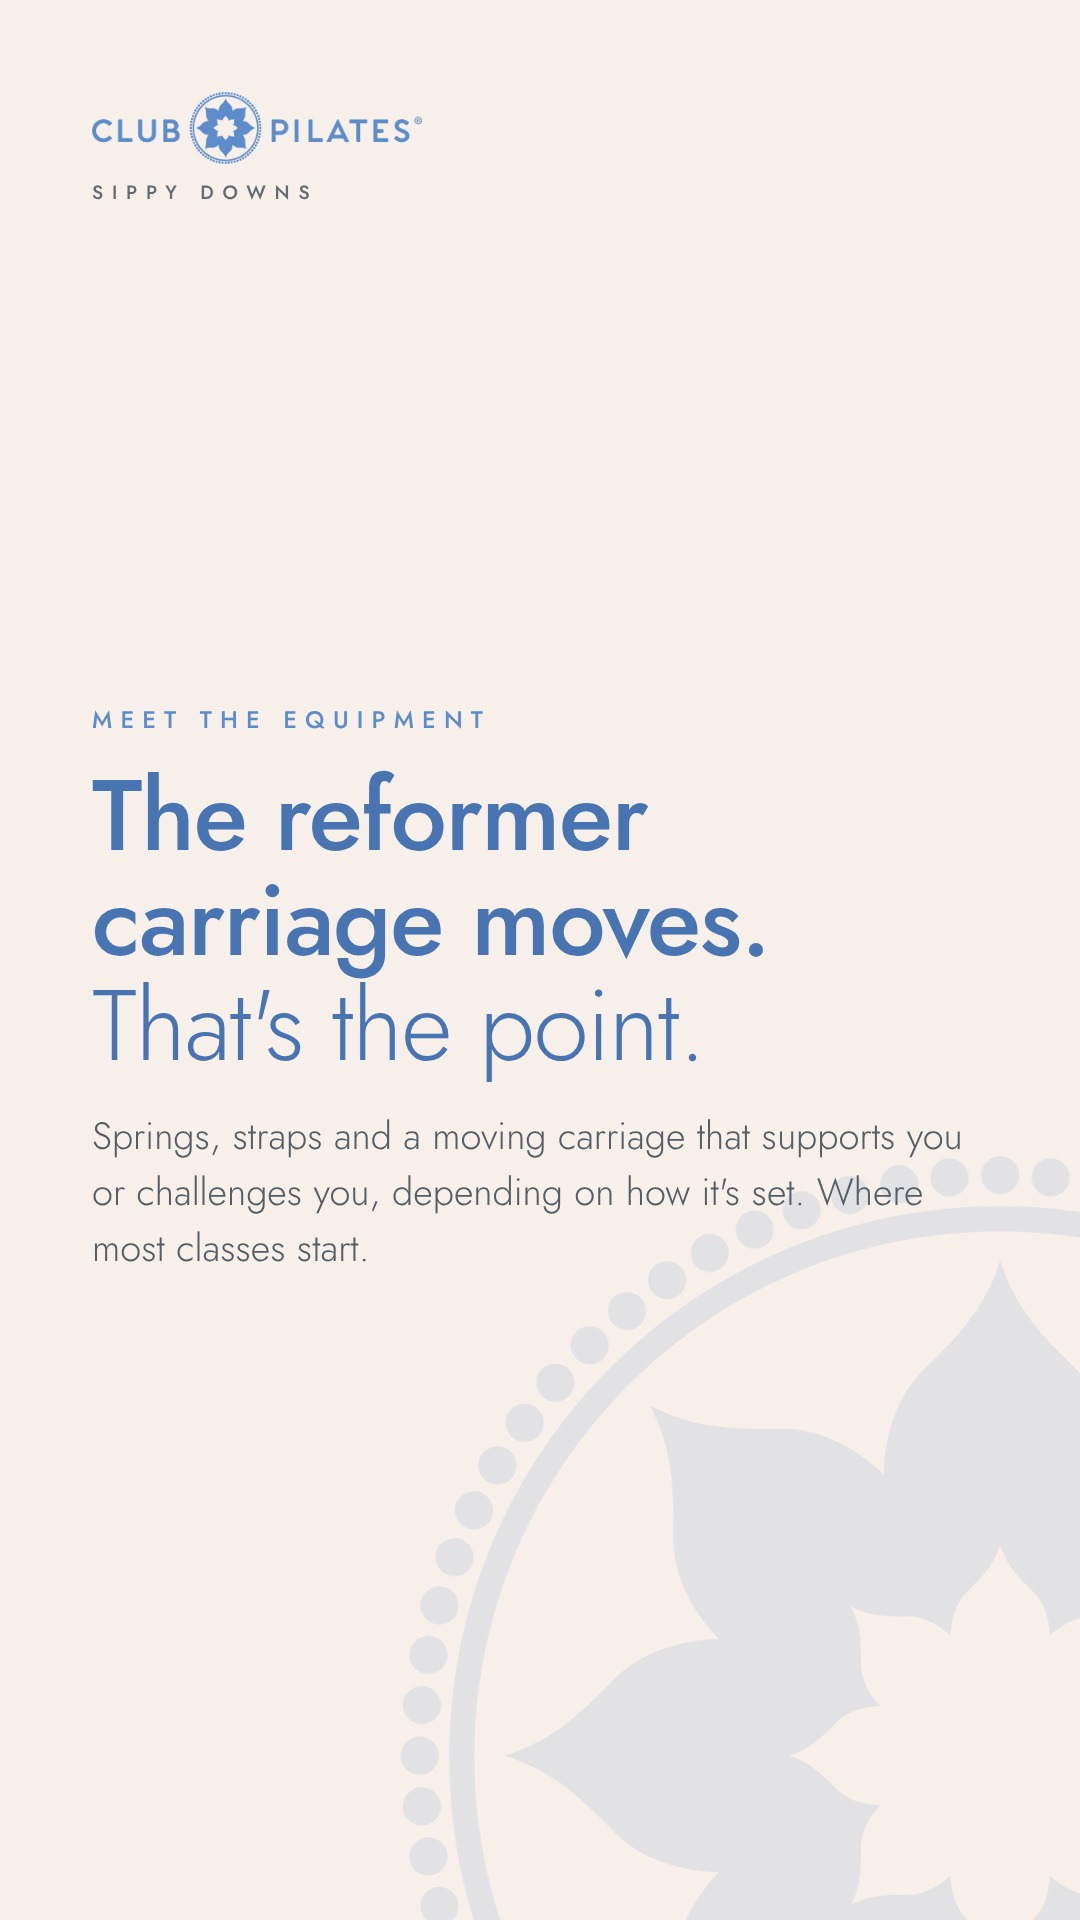 CLUB PILATES®
SIPPY DOWNS
MEET THE EQUIPMENT
The reformer
carriage moves.
That's the point.
Springs, straps and a moving carriage that supports you
or challenges you, depending on how it's set. Where
most classes start.